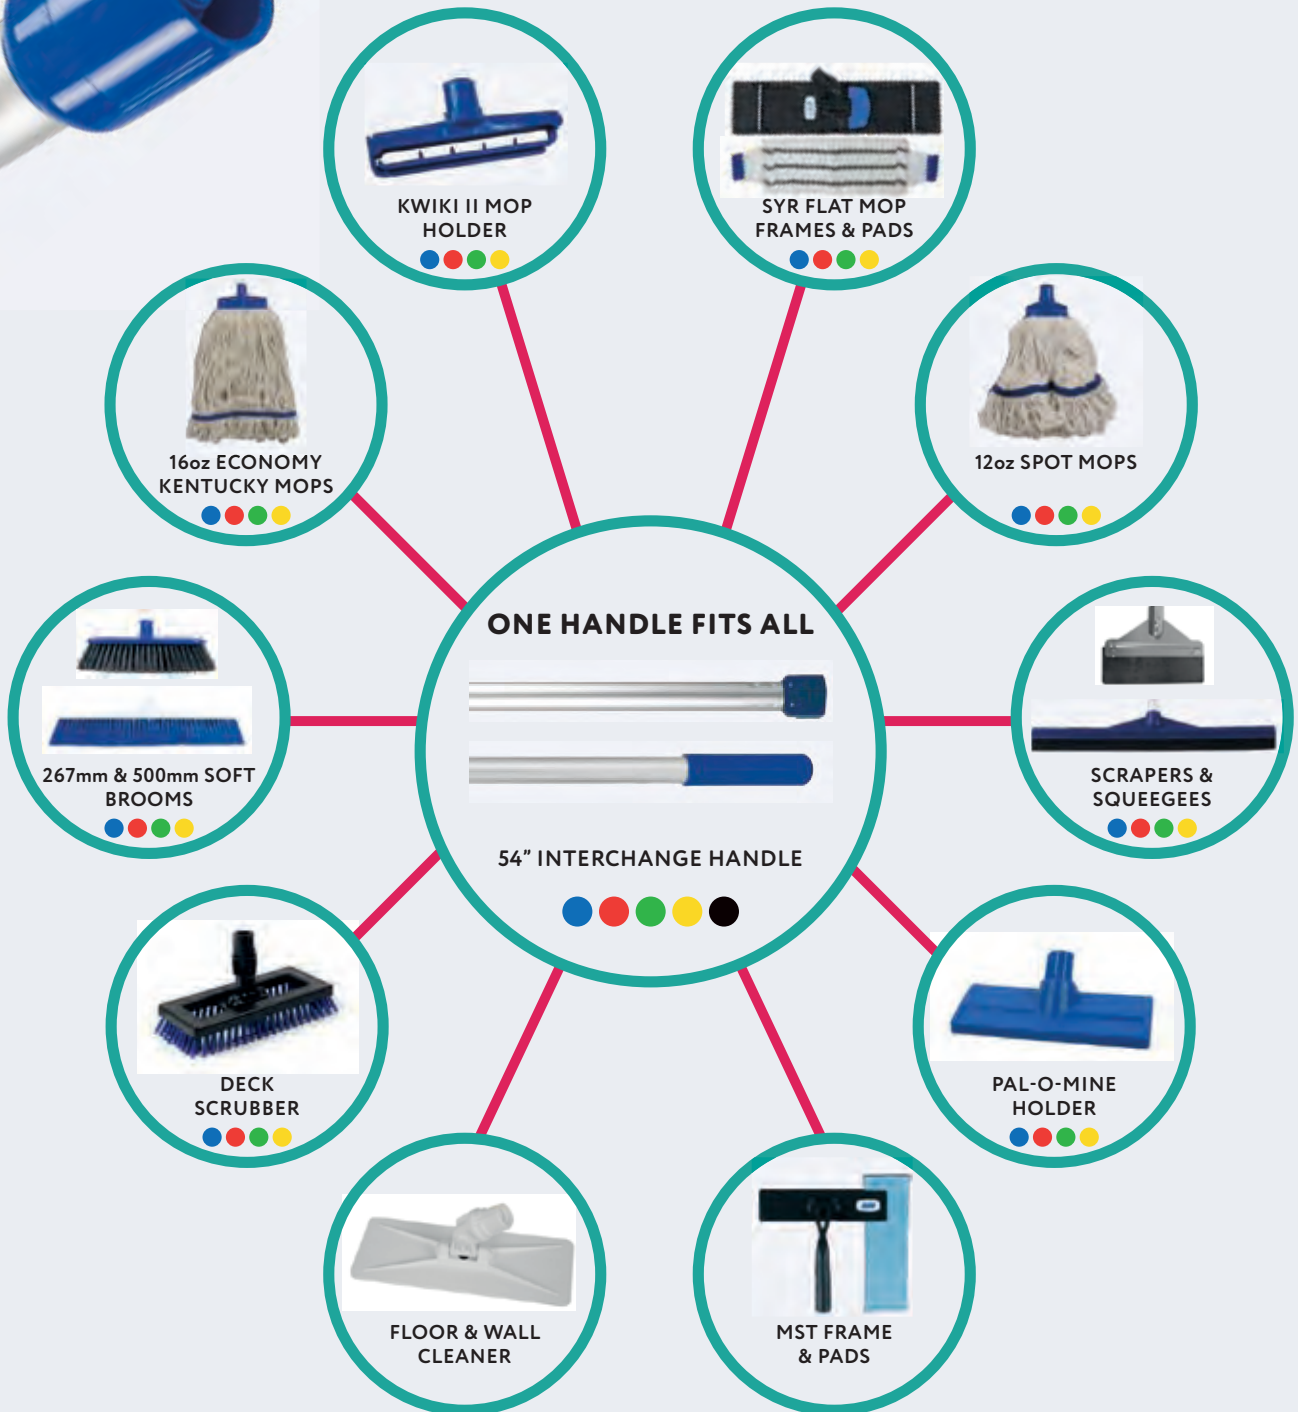 KWIKI II MOP
HOLDER
SYR FLAT MOP
FRAMES & PADS
16oz ECONOMY
KENTUCKY MOPS
12oz SPOT MOPS
ONE HANDLE FITS ALL
54” INTERCHANGE HANDLE
267mm & 500mm SOFT
BROOMS
SCRAPERS &
SQUEEGEES
DECK
SCRUBBER
PAL-O-MINE
HOLDER
FLOOR & WALL
CLEANER
MST FRAME
& PADS